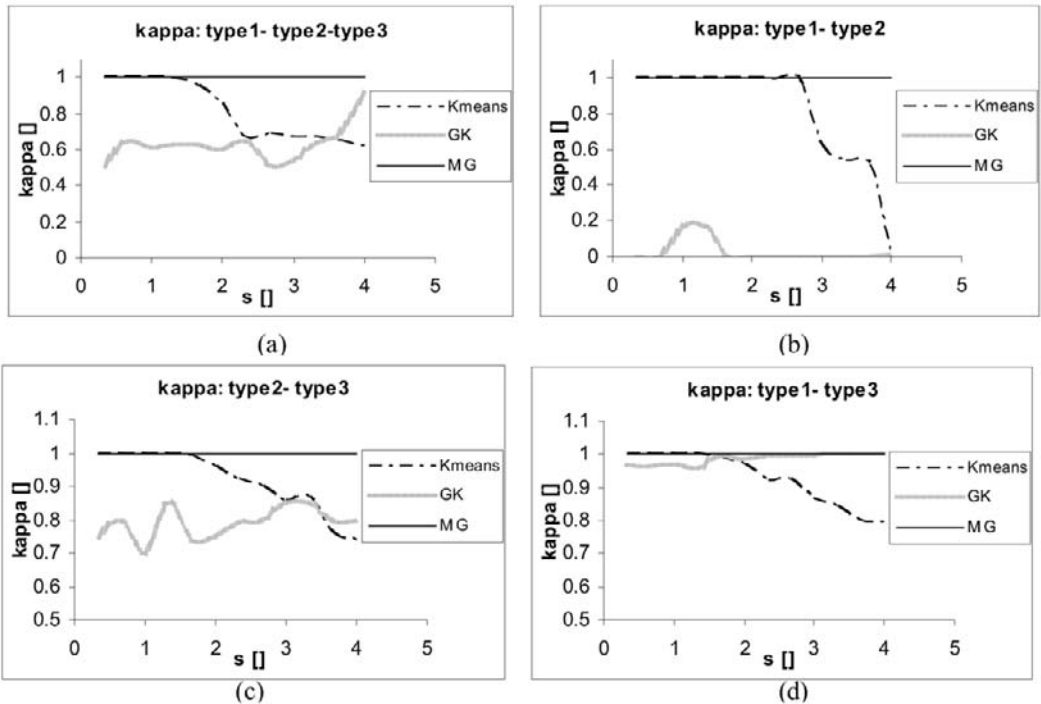 kappa: type1- type2-type3
1
0.8
0.6
0.4
0.2
0
kappa []
0 1 2 3 4 5
s []
Kmeans
GK
MG
(a)
kappa: type1- type2
1
0.8
0.6
0.4
0.2
0
kappa []
0 1 2 3 4 5
s []
Kmeans
GK
MG
(b)
kappa: type2- type3
1.1
1
0.9
0.8
0.7
0.6
0.5
kappa []
0 1 2 3 4 5
s []
Kmeans
GK
MG
(c)
kappa: type1- type3
1.1
1
0.9
0.8
0.7
0.6
0.5
kappa []
0 1 2 3 4 5
s []
Kmeans
GK
MG
(d)